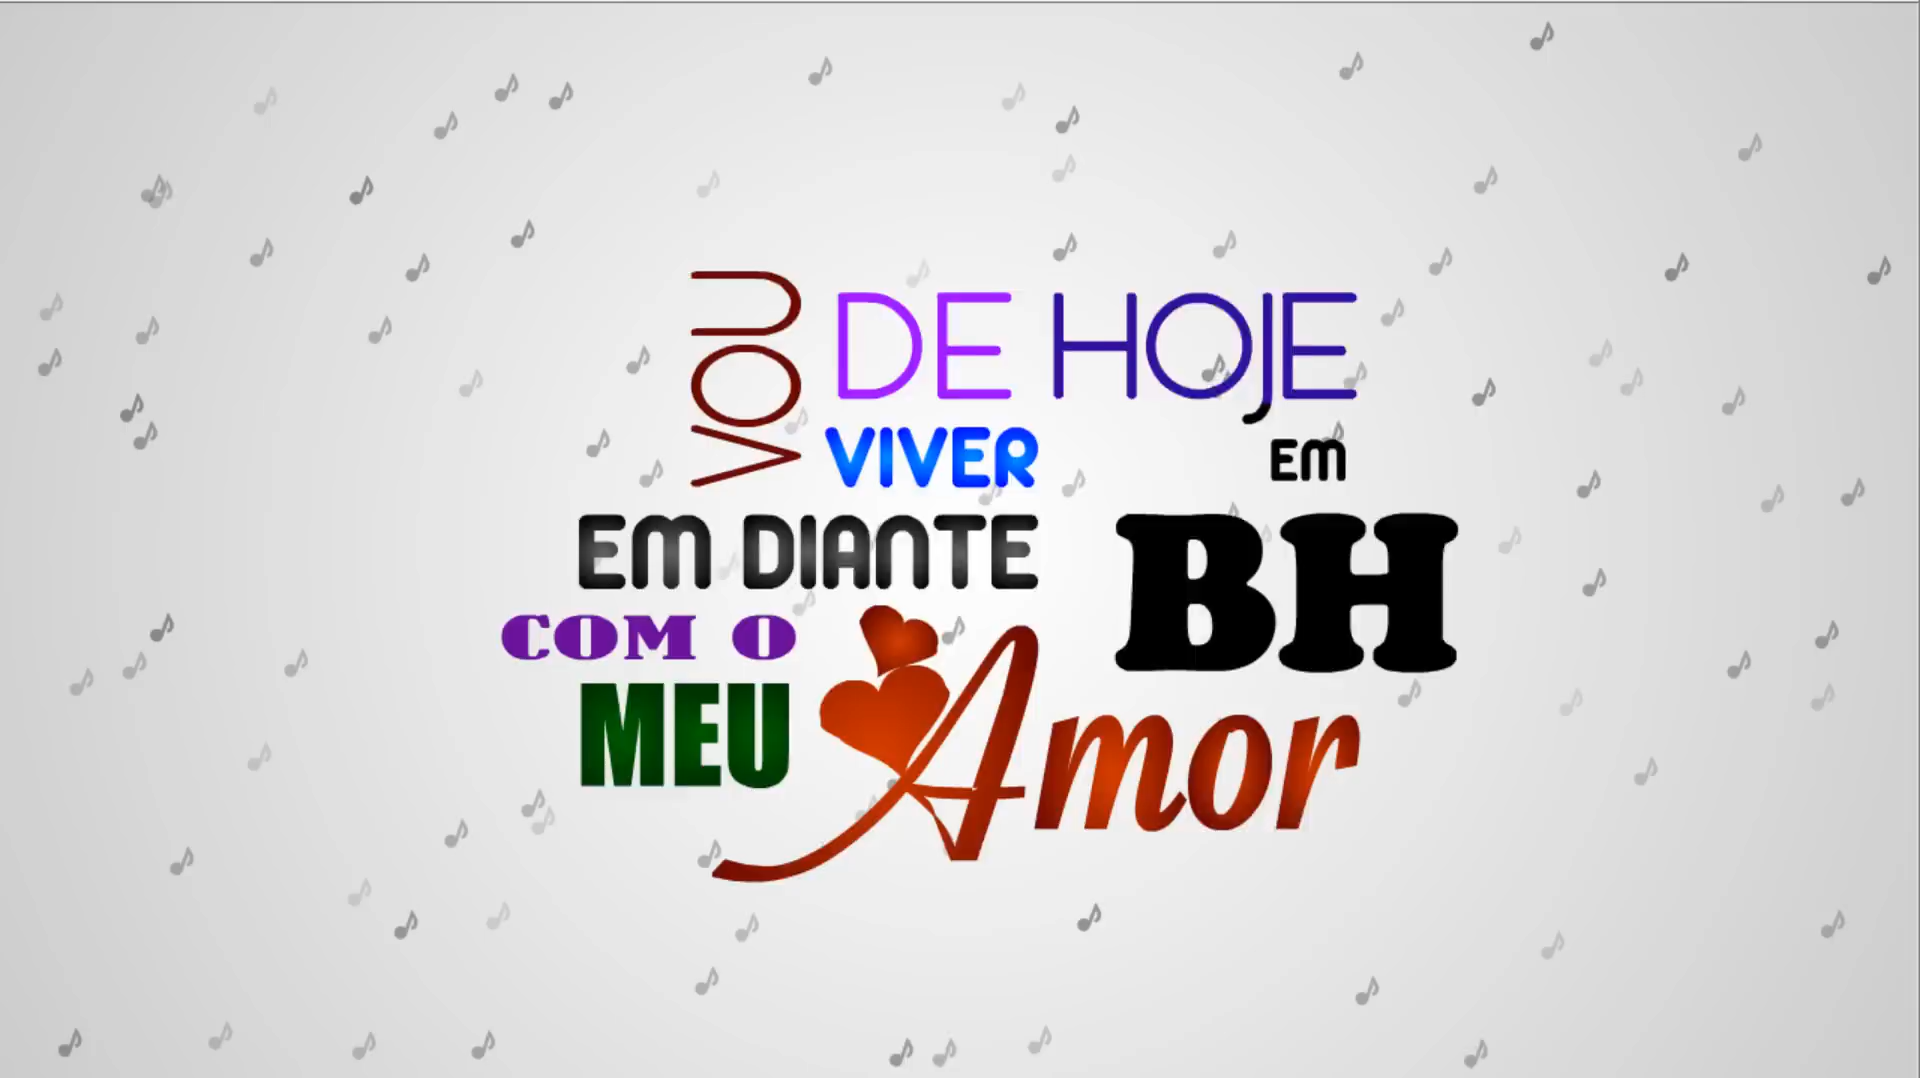 VOU
DE HOJE
VIVER
EM
EM DIANTE
BH
COM O
MEU
Amor